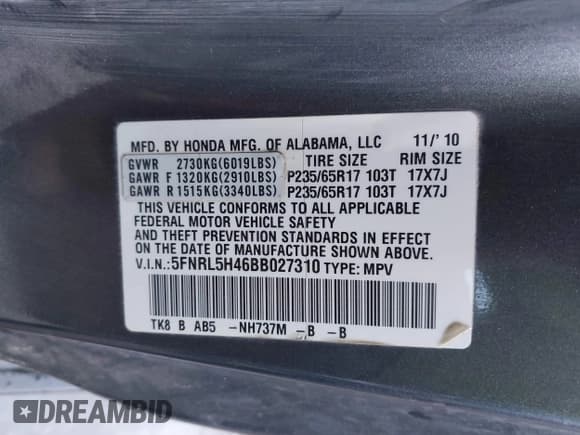 MFD. BY HONDA MFG. OF ALABAMA, LLC 11/'10
GVWR 2730KG(6019LBS) TIRE SIZE RIM SIZE
GAWR F 1320KG(2910LBS) P235/65R17 103T 17X7J
GAWR R 1515KG(3340LBS) P235/65R17 103T 17X7J
THIS VEHICLE CONFORMS TO ALL APPLICABLE
FEDERAL MOTOR VEHICLE SAFETY
AND THEFT PREVENTION STANDARDS IN EFFECT
ON THE DATE OF MANUFACTURE SHOWN ABOVE.
V.I.N.:5FNRL5H46BB027310 TYPE: MPV
TK8 B AB5 -NH737M -B -B
DREAMBID